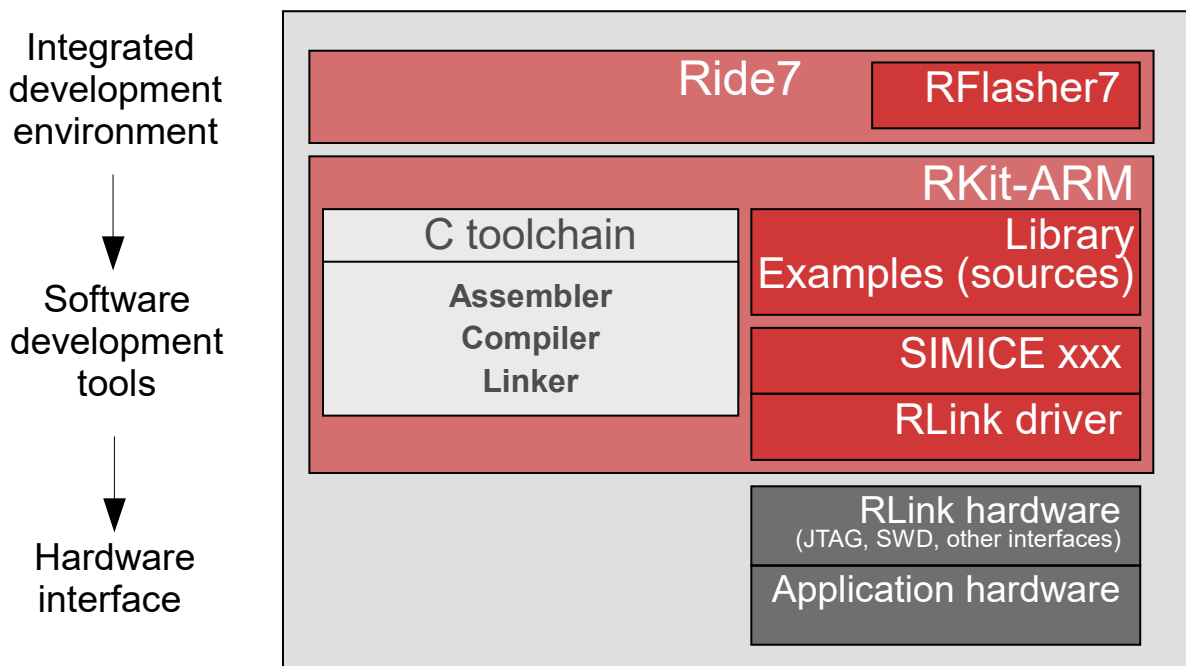 Integrated
development
environment
Software
development
tools
Hardware
interface
Ride7
RFlasher7
RKit-ARM
C toolchain
Assembler
Compiler
Linker
Library
Examples (sources)
SIMICE xxx
RLink driver
RLink hardware
(JTAG, SWD, other interfaces)
Application hardware